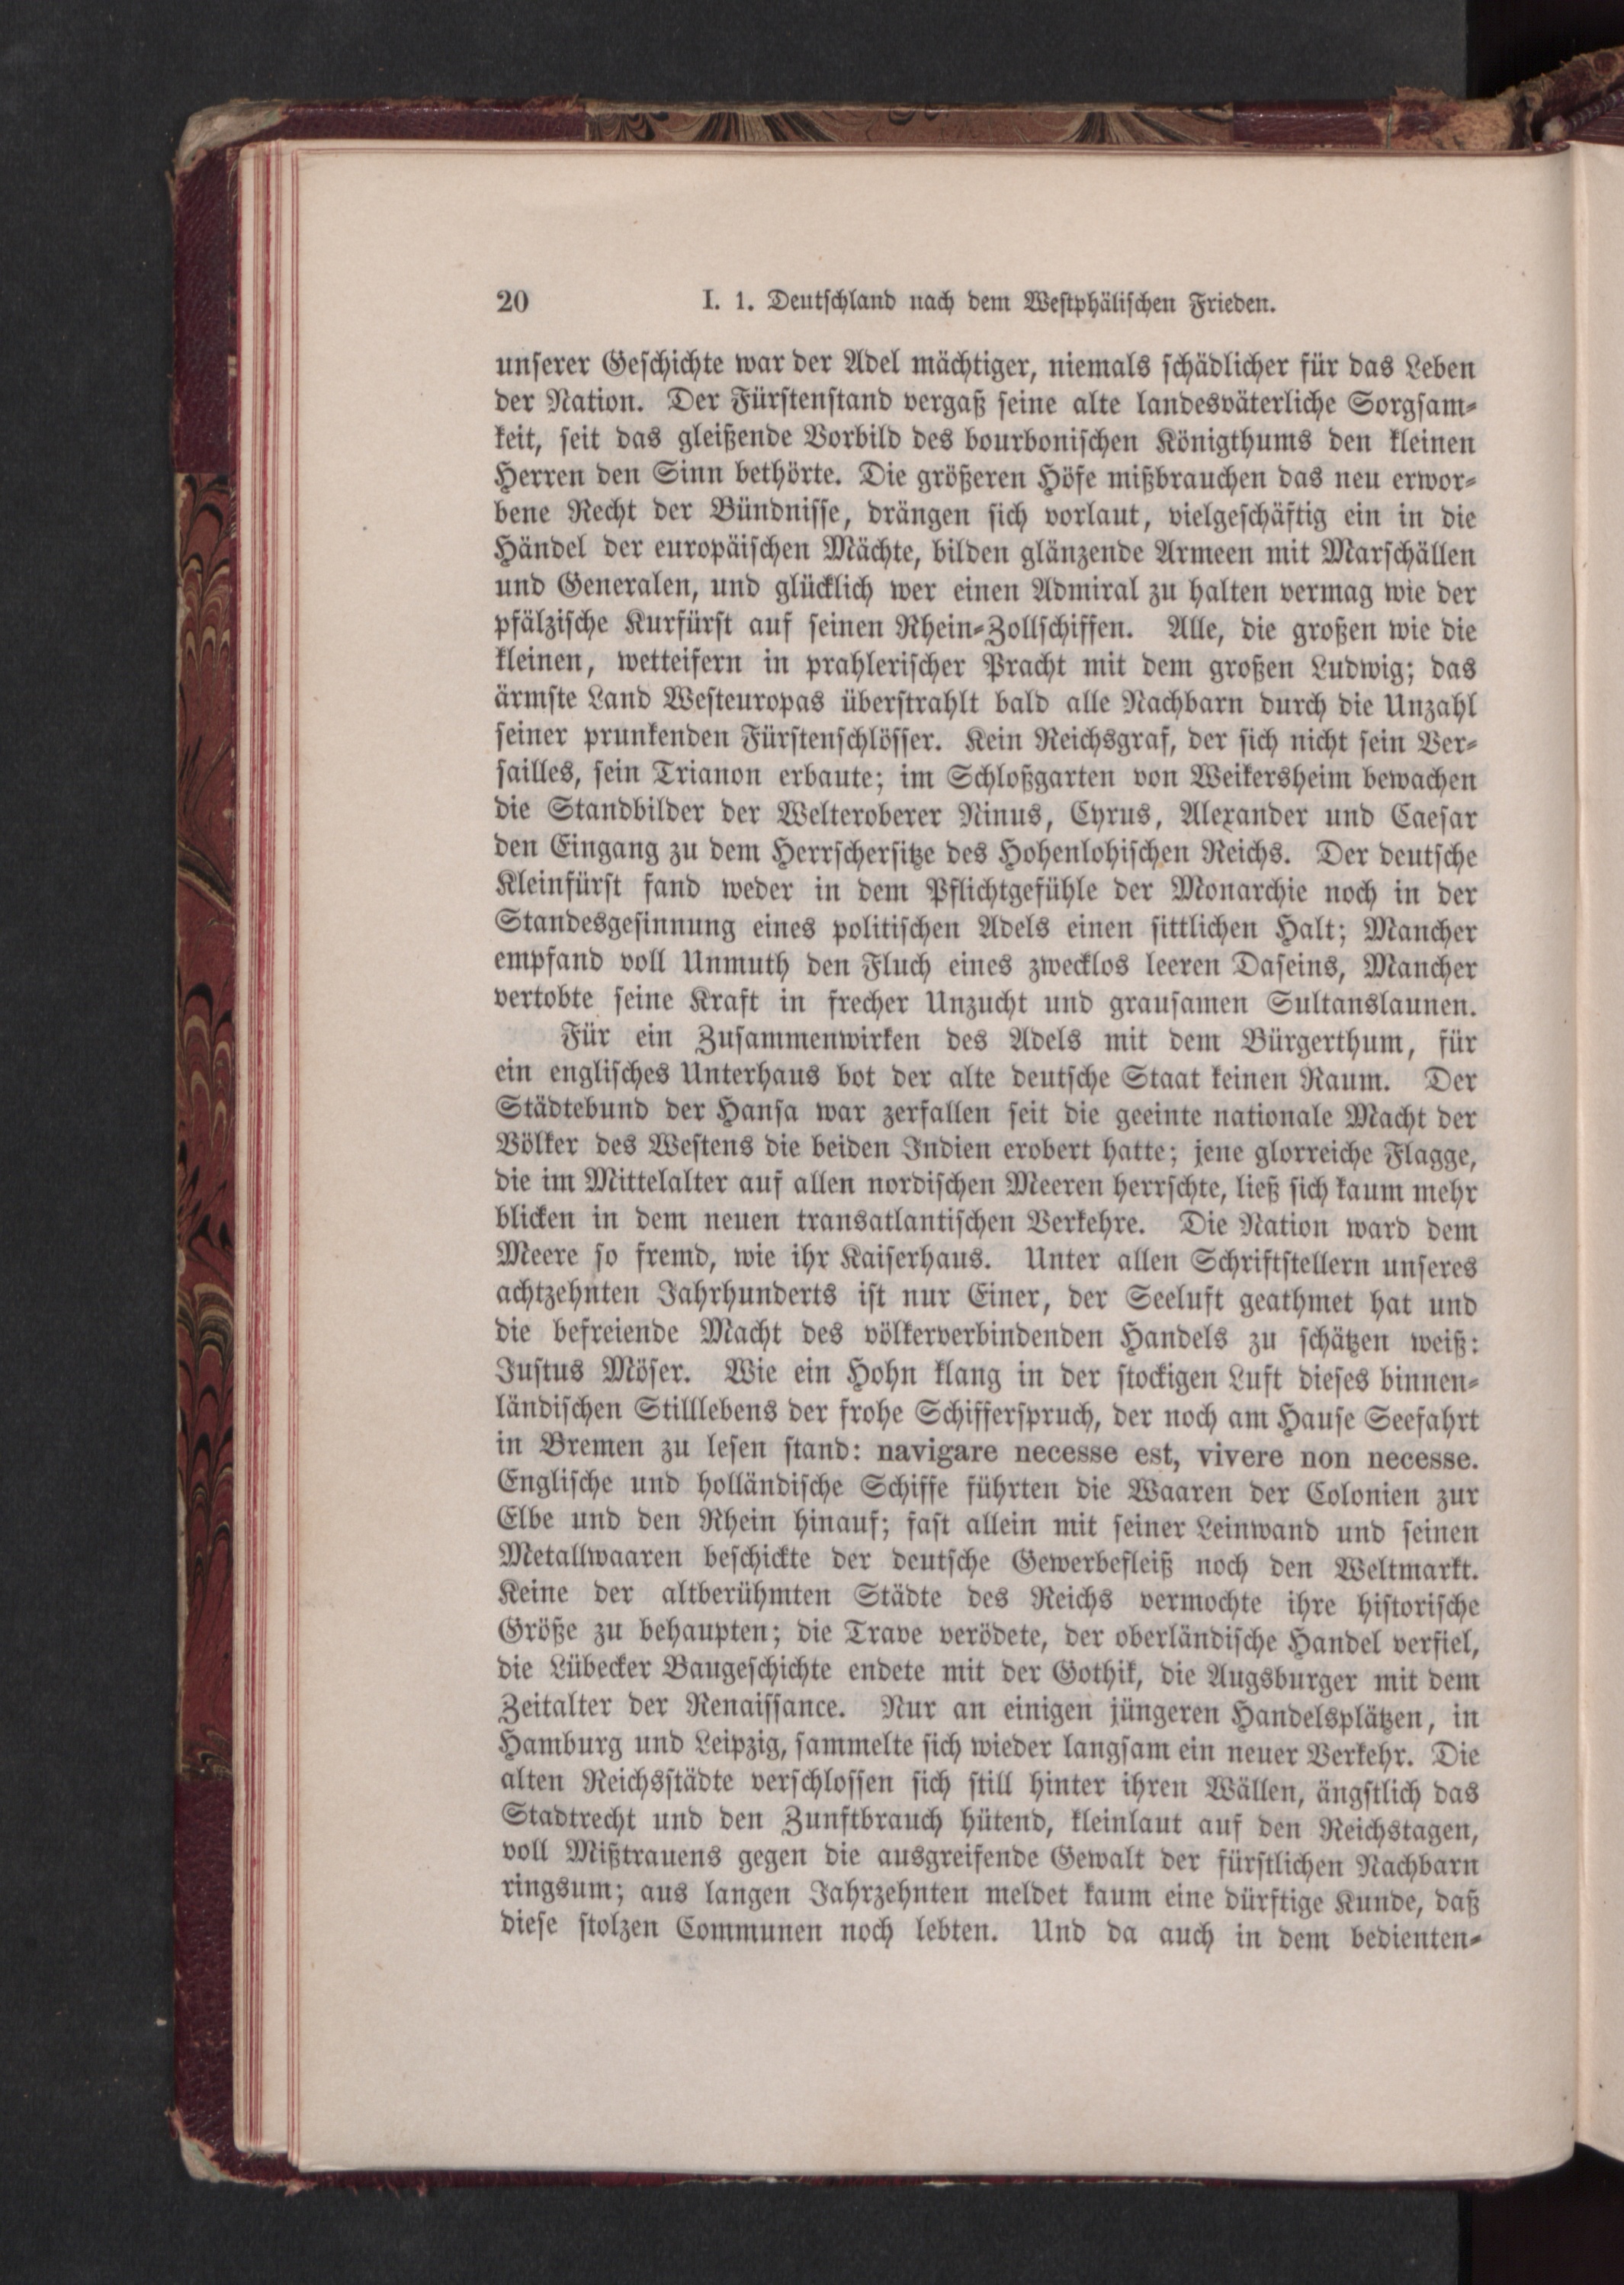 20 I. 1. Deutschland nach dem Westphälischen Frieden.
unserer Geschichte war der Adel mächtiger, niemals schädlicher für das Leben
der Nation. Der Fürstenstand vergaß seine alte landesväterliche Sorgsam-
keit, seit das gleißende Vorbild des bourbonischen Königthums den kleinen
Herren den Sinn bethörte. Die größeren Höfe mißbrauchen das neu erwor-
bene Recht der Bündnisse, drängen sich vorlaut, vielgeschäftig ein in die
Händel der europäischen Mächte, bilden glänzende Armeen mit Marschällen
und Generalen, und glücklich wer einen Admiral zu halten vermag wie der
pfälzische Kurfürst auf seinen Rhein-Zollschiffen. Alle, die großen wie die
kleinen, wetteifern in prahlerischer Pracht mit dem großen Ludwig; das
ärmste Land Westeuropas überstrahlt bald alle Nachbarn durch die Unzahl
seiner prunkenden Fürstenschlösser. Kein Reichsgraf, der sich nicht sein Ver-
sailles, sein Trianon erbaute; im Schloßgarten von Weikersheim bewachen
die Standbilder der Welteroberer Ninus, Cyrus, Alexander und Caesar
den Eingang zu dem Herrschersitze des Hohenlohischen Reichs. Der deutsche
Kleinfürst fand weder in dem Pflichtgefühle der Monarchie noch in der
Standesgesinnung eines politischen Adels einen sittlichen Halt; Mancher
empfand voll Unmuth den Fluch eines zwecklos leeren Daseins, Mancher
vertobte seine Kraft in frecher Unzucht und grausamen Sultanslaunen.
Für ein Zusammenwirken des Adels mit dem Bürgerthum, für
ein englisches Unterhaus bot der alte deutsche Staat keinen Raum. Der
Städtebund der Hansa war zerfallen seit die geeinte nationale Macht der
Völker des Westens die beiden Indien erobert hatte; jene glorreiche Flagge,
die im Mittelalter auf allen nordischen Meeren herrschte, ließ sich kaum mehr
blicken in dem neuen transatlantischen Verkehre. Die Nation ward dem
Meere so fremd, wie ihr Kaiserhaus. Unter allen Schriftstellern unseres
achtzehnten Jahrhunderts ist nur Einer, der Seeluft geathmet hat und
die befreiende Macht des völkerverbindenden Handels zu schätzen weiß:
Justus Möser. Wie ein Hohn klang in der stockigen Luft dieses binnen-
ländischen Stilllebens der frohe Schifferspruch, der noch am Hause Seefahrt
in Bremen zu lesen stand: navigare necesse est, vivere non necesse.
Englische und holländische Schiffe führten die Waaren der Colonien zur
Elbe und den Rhein hinauf; fast allein mit seiner Leinwand und seinen
Metallwaaren beschickte der deutsche Gewerbefleiß noch den Weltmarkt.
Keine der altberühmten Städte des Reichs vermochte ihre historische
Größe zu behaupten; die Trave verödete, der oberländische Handel verfiel,
die Lübecker Baugeschichte endete mit der Gothik, die Augsburger mit dem
Zeitalter der Renaissance. Nur an einigen jüngeren Handelsplätzen, in
Hamburg und Leipzig, sammelte sich wieder langsam ein neuer Verkehr. Die
alten Reichsstädte verschlossen sich still hinter ihren Wällen, ängstlich das
Stadtrecht und den Zunftbrauch hütend, kleinlaut auf den Reichstagen,
voll Mißtrauens gegen die ausgreifende Gewalt der fürstlichen Nachbarn
ringsum; aus langen Jahrzehnten meldet kaum eine dürftige Kunde, daß
diese stolzen Communen noch lebten. Und da auch in dem bedienten-